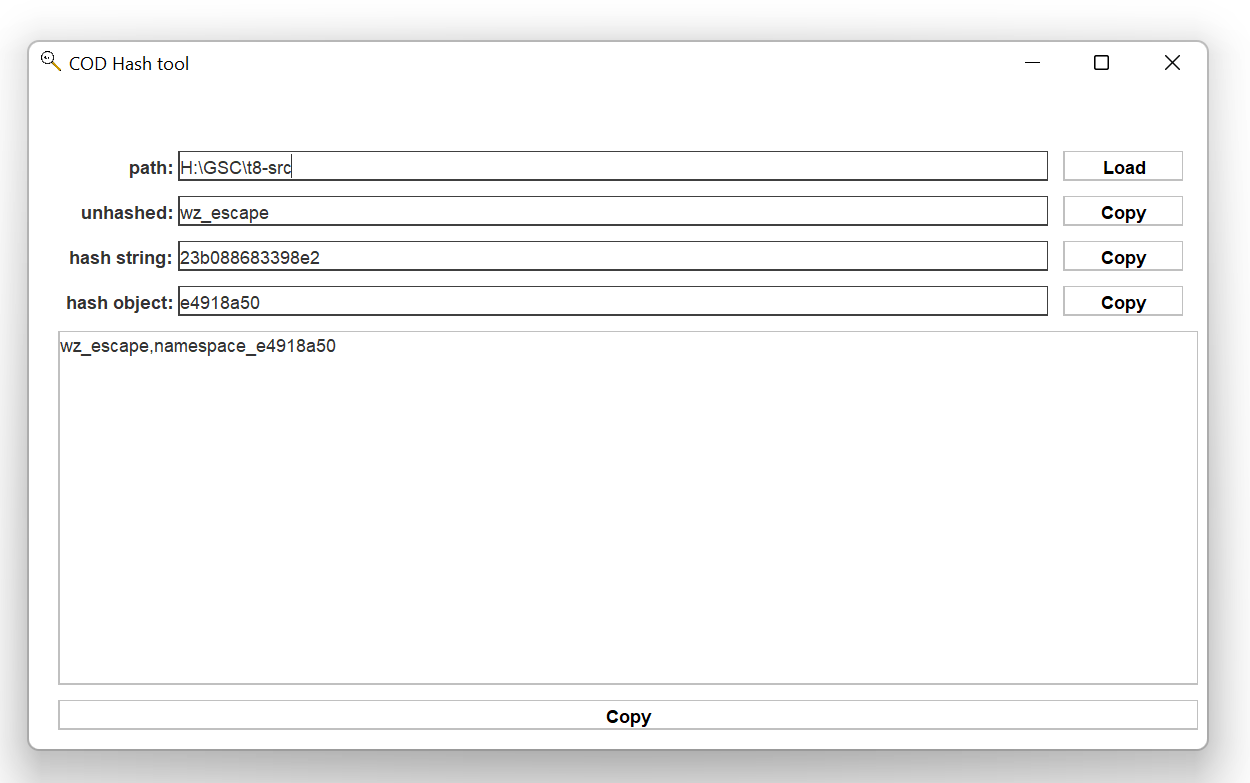 COD Hash tool
path: H:\GSC\t8-src Load
unhashed: wz_escape Copy
hash string: 23b088683398e2 Copy
hash object: e4918a50 Copy
wz_escape,namespace_e4918a50
Copy